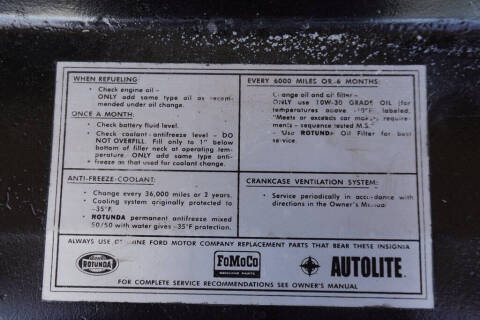 WHEN REFUELING
• Check engine oil –
ONLY add same type oil as recom-
mended under oil change.
ONCE A MONTH:
• Check battery fluid level.
• Check coolant-antifreeze level – DO
NOT OVERFILL. Fill only to 1" below
bottom of filler neck at operating temp-
erature. ONLY add same type anti-
freeze as that used for coolant change.
ANTI-FREEZE-COOLANT:
• Change every 36,000 miles or 2 years.
• Cooling system originally protected to
-35°F.
• ROTUNDA permanent antifreeze mixed
50/50 with water gives -35°F. protection.
EVERY 6000 MILES OR 6 MONTHS:
• Change oil and oil filter –
ONLY use 10W-30 GRADE OIL (for
temperatures above labeled,
"Meets or exceeds car makers require-
ments – sequence tested M.S."
• Use ROTUNDA Oil Filter for best
service.
CRANKCASE VENTILATION SYSTEM:
• Service periodically in accordance with
directions in the Owner's Manual.
ALWAYS USE GENUINE FORD MOTOR COMPANY REPLACEMENT PARTS THAT BEAR THESE INSIGNIA
ROTUNDA
FoMoCo
GENUINE PARTS
AUTOLITE
FOR COMPLETE SERVICE RECOMMENDATIONS SEE OWNER'S MANUAL